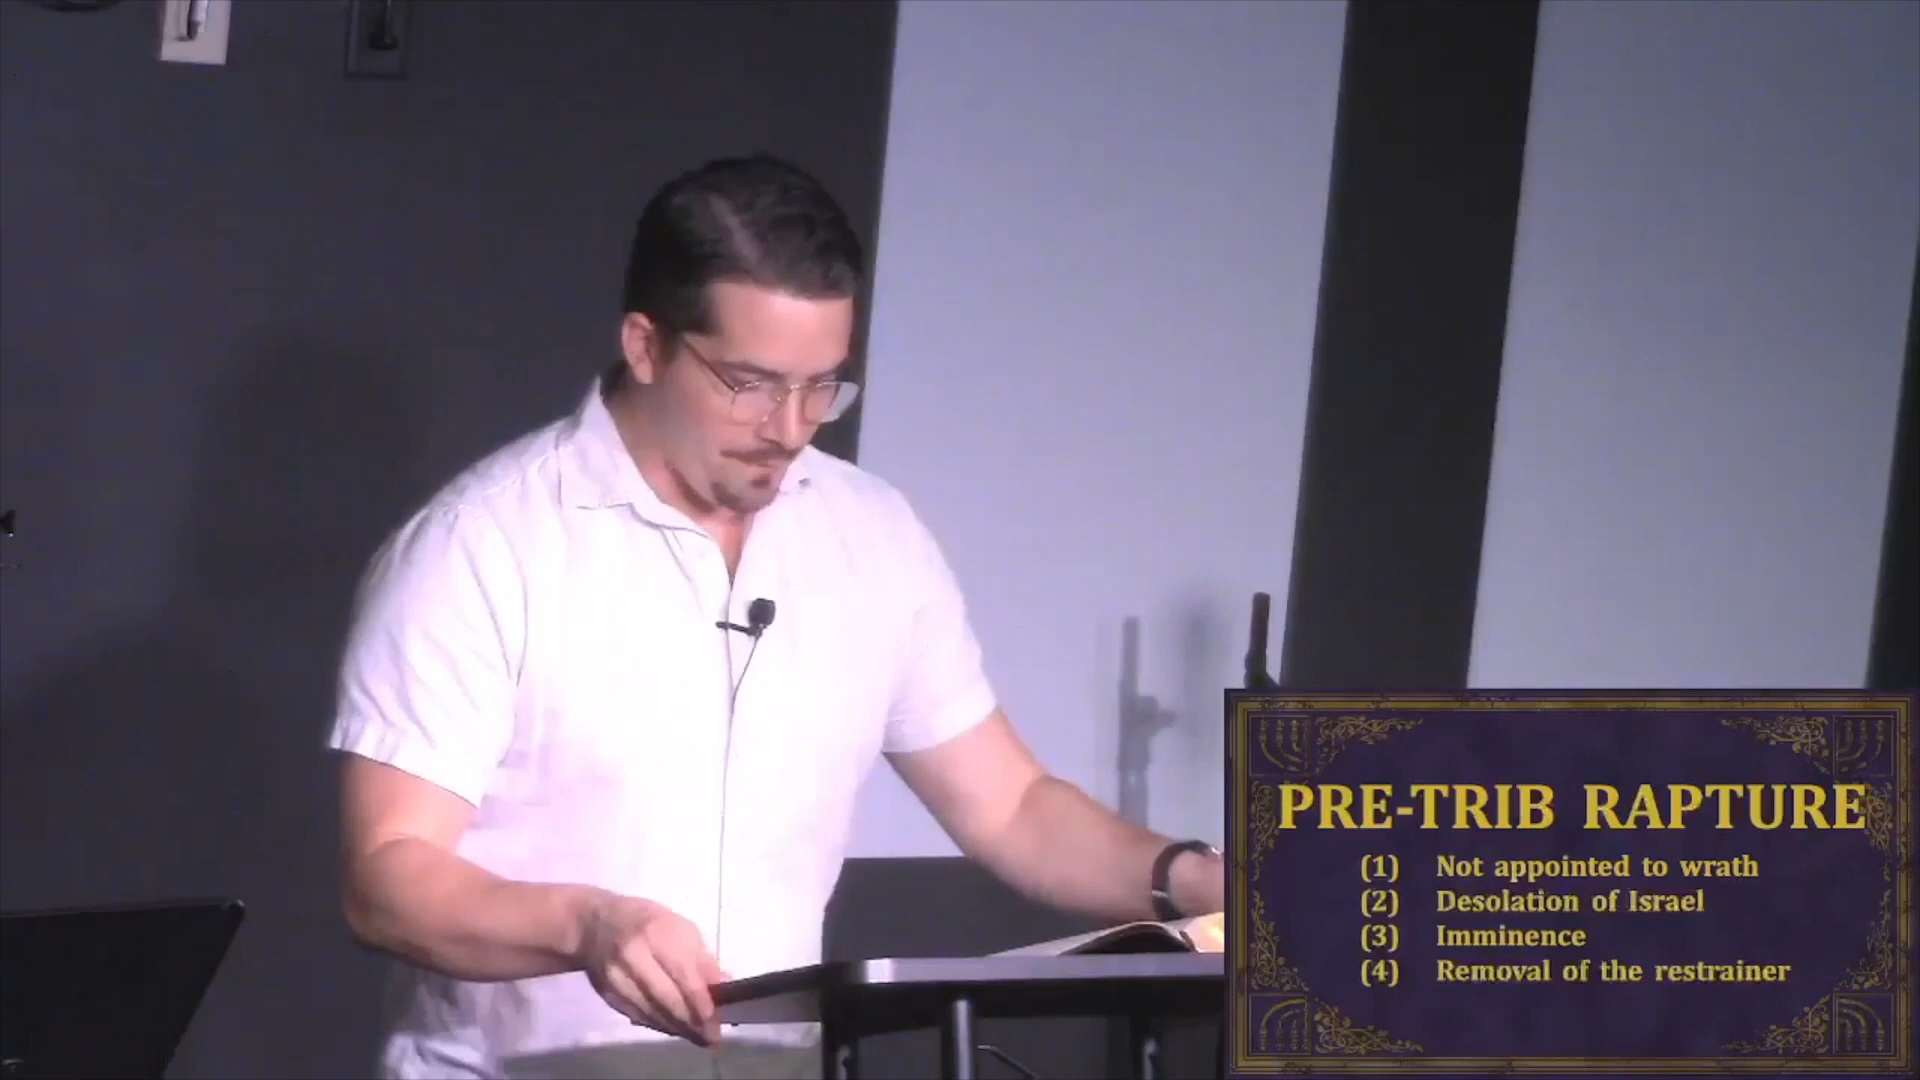 PRE-TRIB RAPTURE
(1) Not appointed to wrath
(2) Desolation of Israel
(3) Imminence
(4) Removal of the restrainer